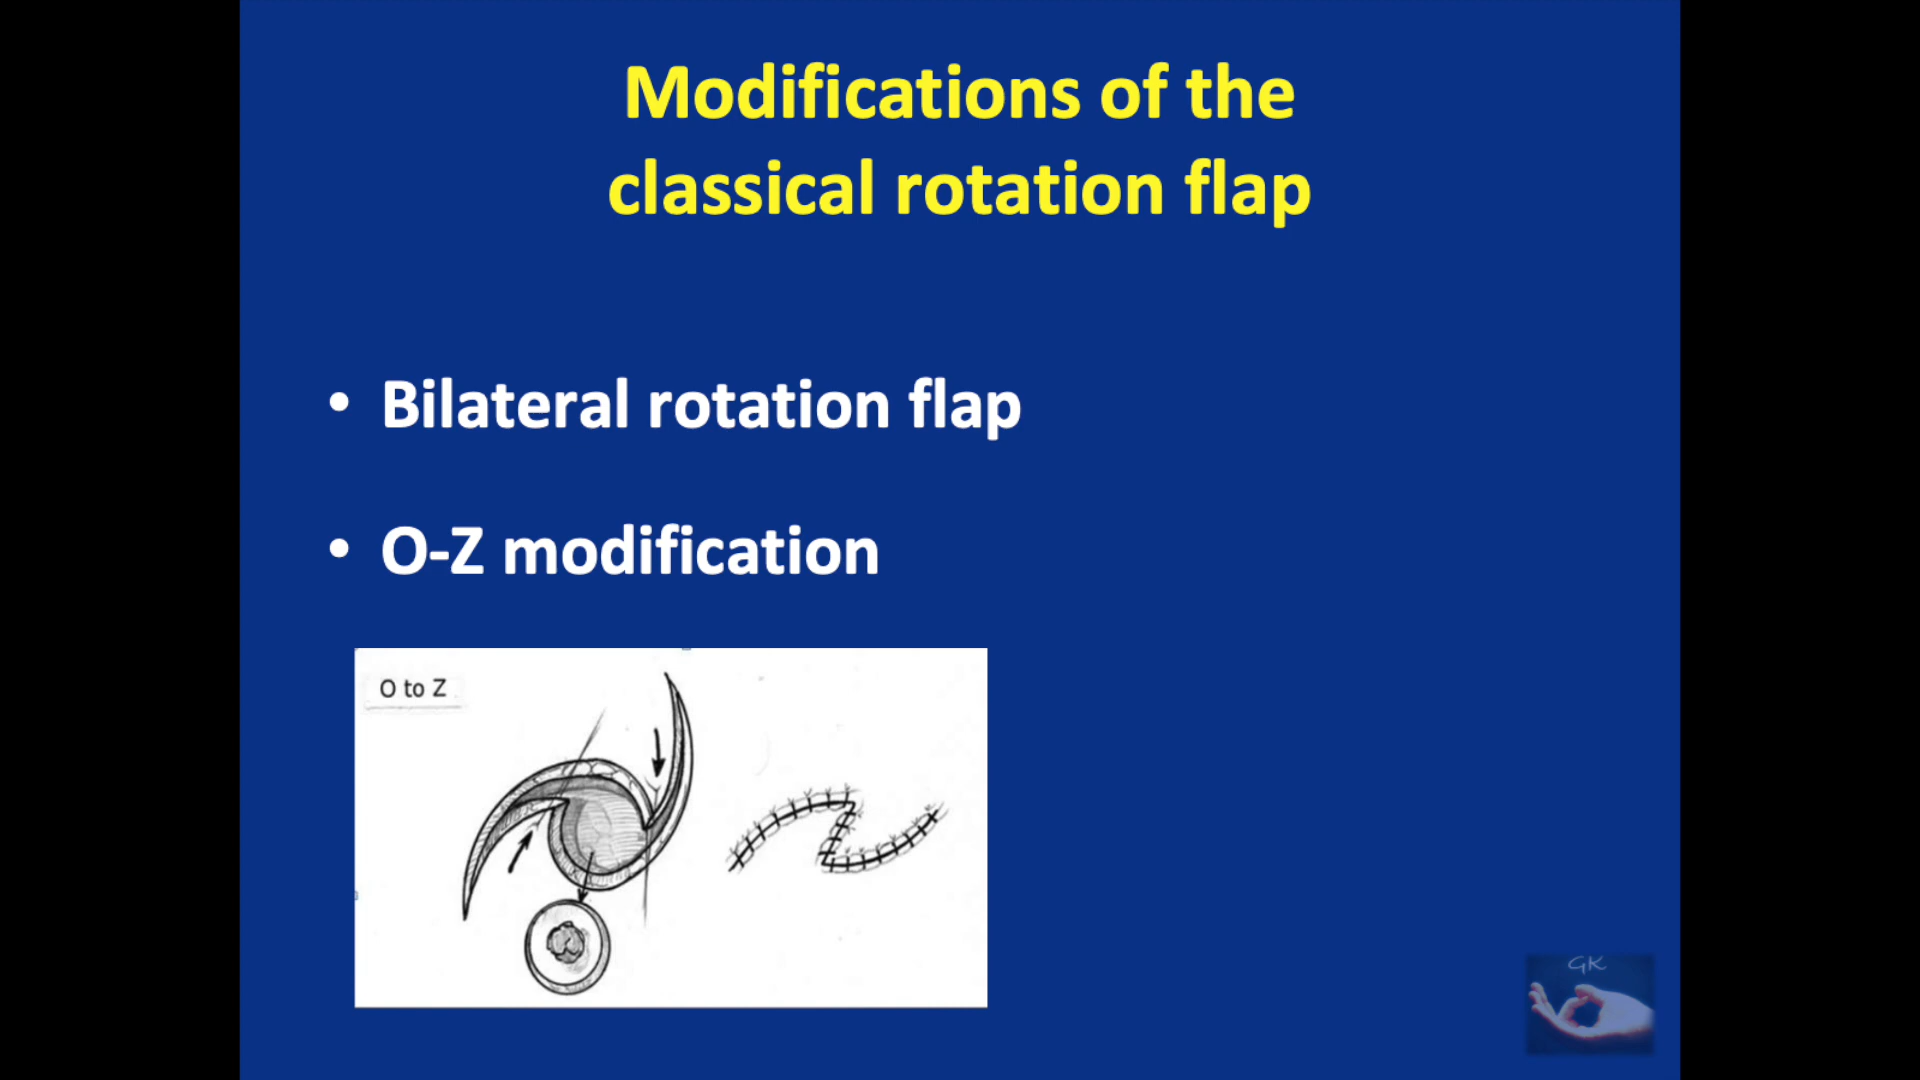 Modifications of the
classical rotation flap
• Bilateral rotation flap
• O-Z modification
O to Z
GK